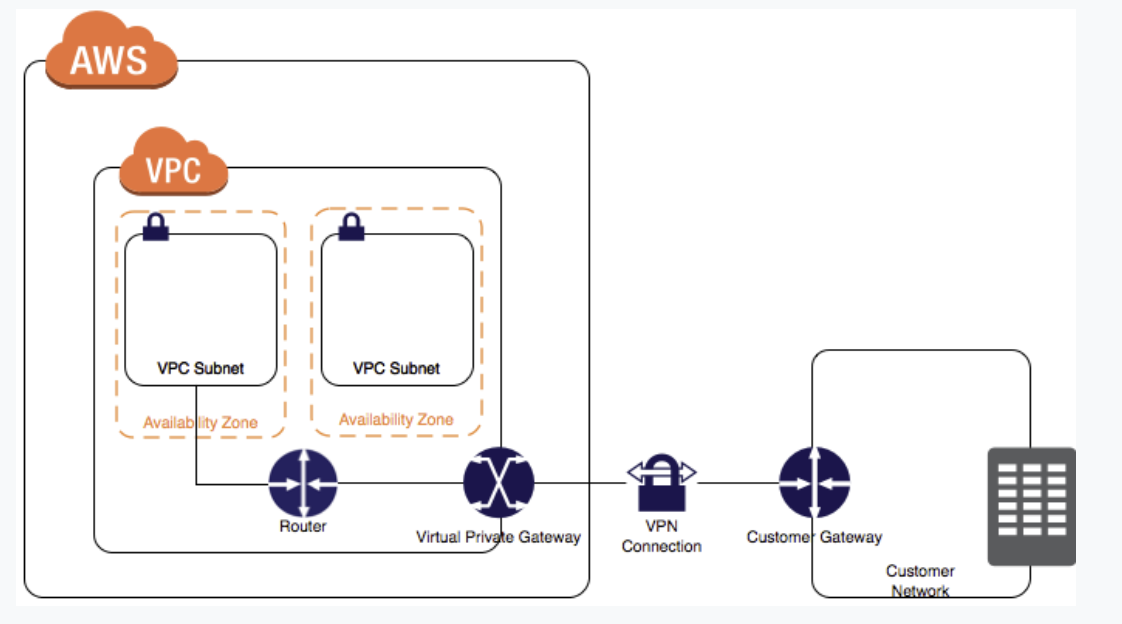 AWS
VPC
VPC Subnet
VPC Subnet
Availability Zone
Availability Zone
Router
Virtual Private Gateway
VPN
Connection
Customer Gateway
Customer
Network